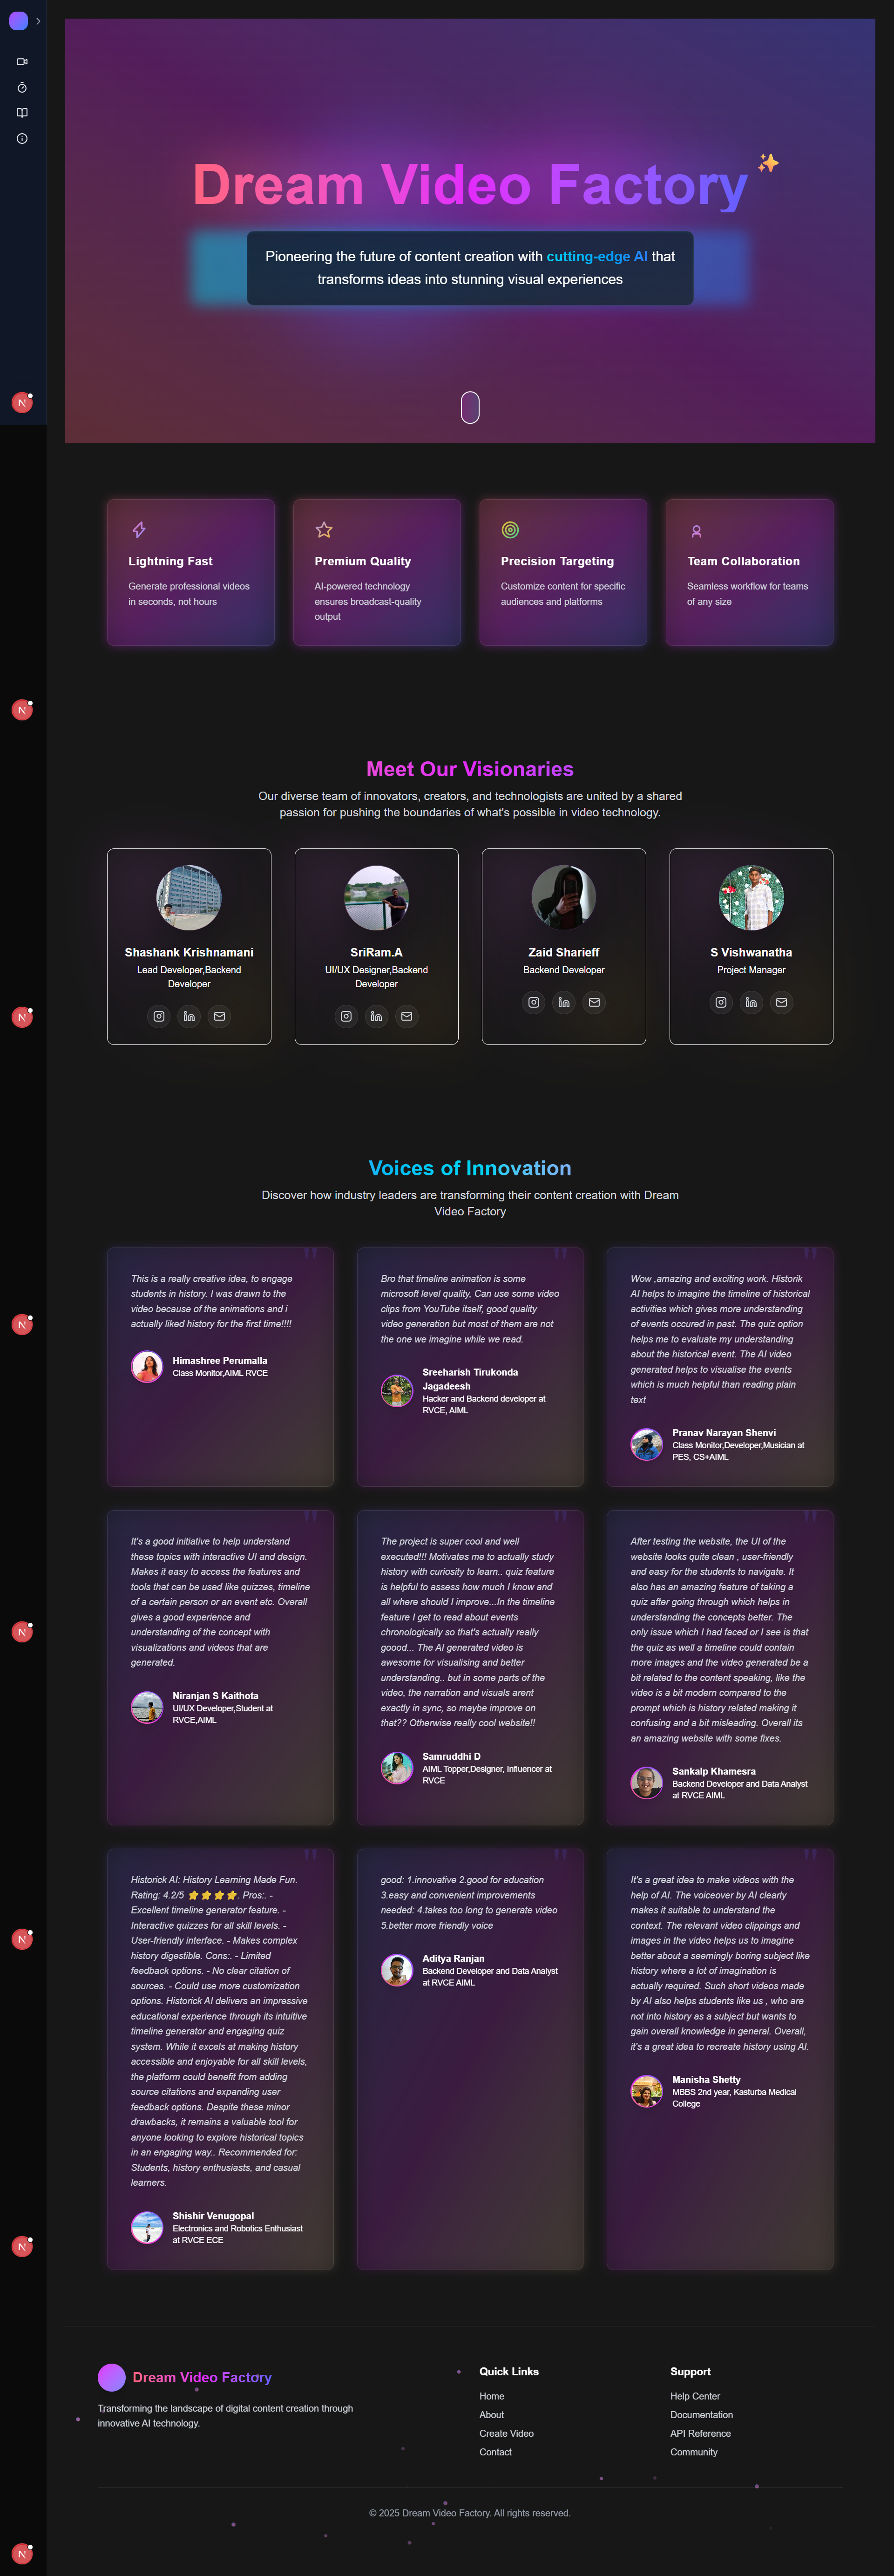 Dream Video Factory
Pioneering the future of content creation with cutting-edge AI that
transforms ideas into stunning visual experiences
N
Lightning Fast
Generate professional videos
in seconds, not hours
Premium Quality
AI-powered technology
ensures broadcast-quality
output
Precision Targeting
Customize content for specific
audiences and platforms
Team Collaboration
Seamless workflow for teams
of any size
N
Meet Our Visionaries
Our diverse team of innovators, creators, and technologists are united by a shared
passion for pushing the boundaries of what's possible in video technology.
Shashank Krishnamani
Lead Developer,Backend
Developer
SriRam.A
UI/UX Designer,Backend
Developer
Zaid Sharieff
Backend Developer
S Vishwanatha
Project Manager
N
Voices of Innovation
Discover how industry leaders are transforming their content creation with Dream
Video Factory
"
This is a really creative idea, to engage
students in history. I was drawn to the
video because of the animations and i
actually liked history for the first time!!!!
Himashree Perumalla
Class Monitor,AIML RVCE
"
Bro that timeline animation is some
microsoft level quality, Can use some video
clips from YouTube itself, good quality
video generation but most of them are not
the one we imagine while we read.
Sreeharish Tirukonda
Jagadeesh
Hacker and Backend developer at
RVCE, AIML
"
Wow ,amazing and exciting work. Historik
AI helps to imagine the timeline of historical
activities which gives more understanding
of events occured in past. The quiz option
helps me to evaluate my understanding
about the historical event. The AI video
generated helps to visualise the events
which is much helpful than reading plain
text
Pranav Narayan Shenvi
Class Monitor,Developer,Musician at
PES, CS+AIML
N
"
It's a good initiative to help understand
these topics with interactive UI and design.
Makes it easy to access the features and
tools that can be used like quizzes, timeline
of a certain person or an event etc. Overall
gives a good experience and
understanding of the concept with
visualizations and videos that are
generated.
Niranjan S Kaithota
UI/UX Developer,Student at
RVCE,AIML
"
The project is super cool and well
executed!!! Motivates me to actually study
history with curiosity to learn.. quiz feature
is helpful to assess how much I know and
all where should I improve...In the timeline
feature I get to read about events
chronologically so that's actually really
goood... The AI generated video is
awesome for visualising and better
understanding.. but in some parts of the
video, the narration and visuals arent
exactly in sync, so maybe improve on
that?? Otherwise really cool website!!
Samruddhi D
AIML Topper,Designer, Influencer at
RVCE
"
After testing the website, the UI of the
website looks quite clean , user-friendly
and easy for the students to navigate. It
also has an amazing feature of taking a
quiz after going through which helps in
understanding the concepts better. The
only issue which I had faced or I see is that
the quiz as well a timeline could contain
more images and the video generated be a
bit related to the content speaking, like the
video is a bit modern compared to the
prompt which is history related making it
confusing and a bit misleading. Overall its
an amazing website with some fixes.
Sankalp Khamesra
Backend Developer and Data Analyst
at RVCE AIML
N
"
Historick AI: History Learning Made Fun.
Rating: 4.2/5 ⭐⭐⭐⭐. Pros:. -
Excellent timeline generator feature. -
Interactive quizzes for all skill levels. -
User-friendly interface. - Makes complex
history digestible. Cons:. - Limited
feedback options. - No clear citation of
sources. - Could use more customization
options. Historick AI delivers an impressive
educational experience through its intuitive
timeline generator and engaging quiz
system. While it excels at making history
accessible and enjoyable for all skill levels,
the platform could benefit from adding
source citations and expanding user
feedback options. Despite these minor
drawbacks, it remains a valuable tool for
anyone looking to explore historical topics
in an engaging way.. Recommended for:
Students, history enthusiasts, and casual
learners.
Shishir Venugopal
Electronics and Robotics Enthusiast
at RVCE ECE
"
good: 1.innovative 2.good for education
3.easy and convenient improvements
needed: 4.takes too long to generate video
5.better more friendly voice
Aditya Ranjan
Backend Developer and Data Analyst
at RVCE AIML
"
It's a great idea to make videos with the
help of AI. The voiceover by AI clearly
makes it suitable to understand the
context. The relevant video clippings and
images in the video helps us to imagine
better about a seemingly boring subject like
history where a lot of imagination is
actually required. Such short videos made
by AI also helps students like us , who are
not into history as a subject but wants to
gain overall knowledge in general. Overall,
it's a great idea to recreate history using AI.
Manisha Shetty
MBBS 2nd year, Kasturba Medical
College
N
N
Dream Video Factory
Transforming the landscape of digital content creation through
innovative AI technology.
Quick Links
Home
About
Create Video
Contact
Support
Help Center
Documentation
API Reference
Community
© 2025 Dream Video Factory. All rights reserved.
N